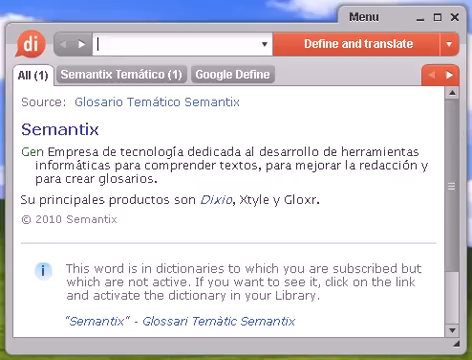 Menu
di
Define and translate
All (1) Semantix Temático (1) Google Define
Source: Glosario Temático Semantix
Semantix
Gen Empresa de tecnología dedicada al desarrollo de herramientas
informáticas para comprender textos, para mejorar la redacción y
para crear glosarios.
Su principales productos son Dixio, Xtyle y Gloxr.
© 2010 Semantix
i
This word is in dictionaries to which you are subscribed but
which are not active. If you want to see it, click on the link
and activate the dictionary in your Library.
"Semantix" - Glossari Temàtic Semantix